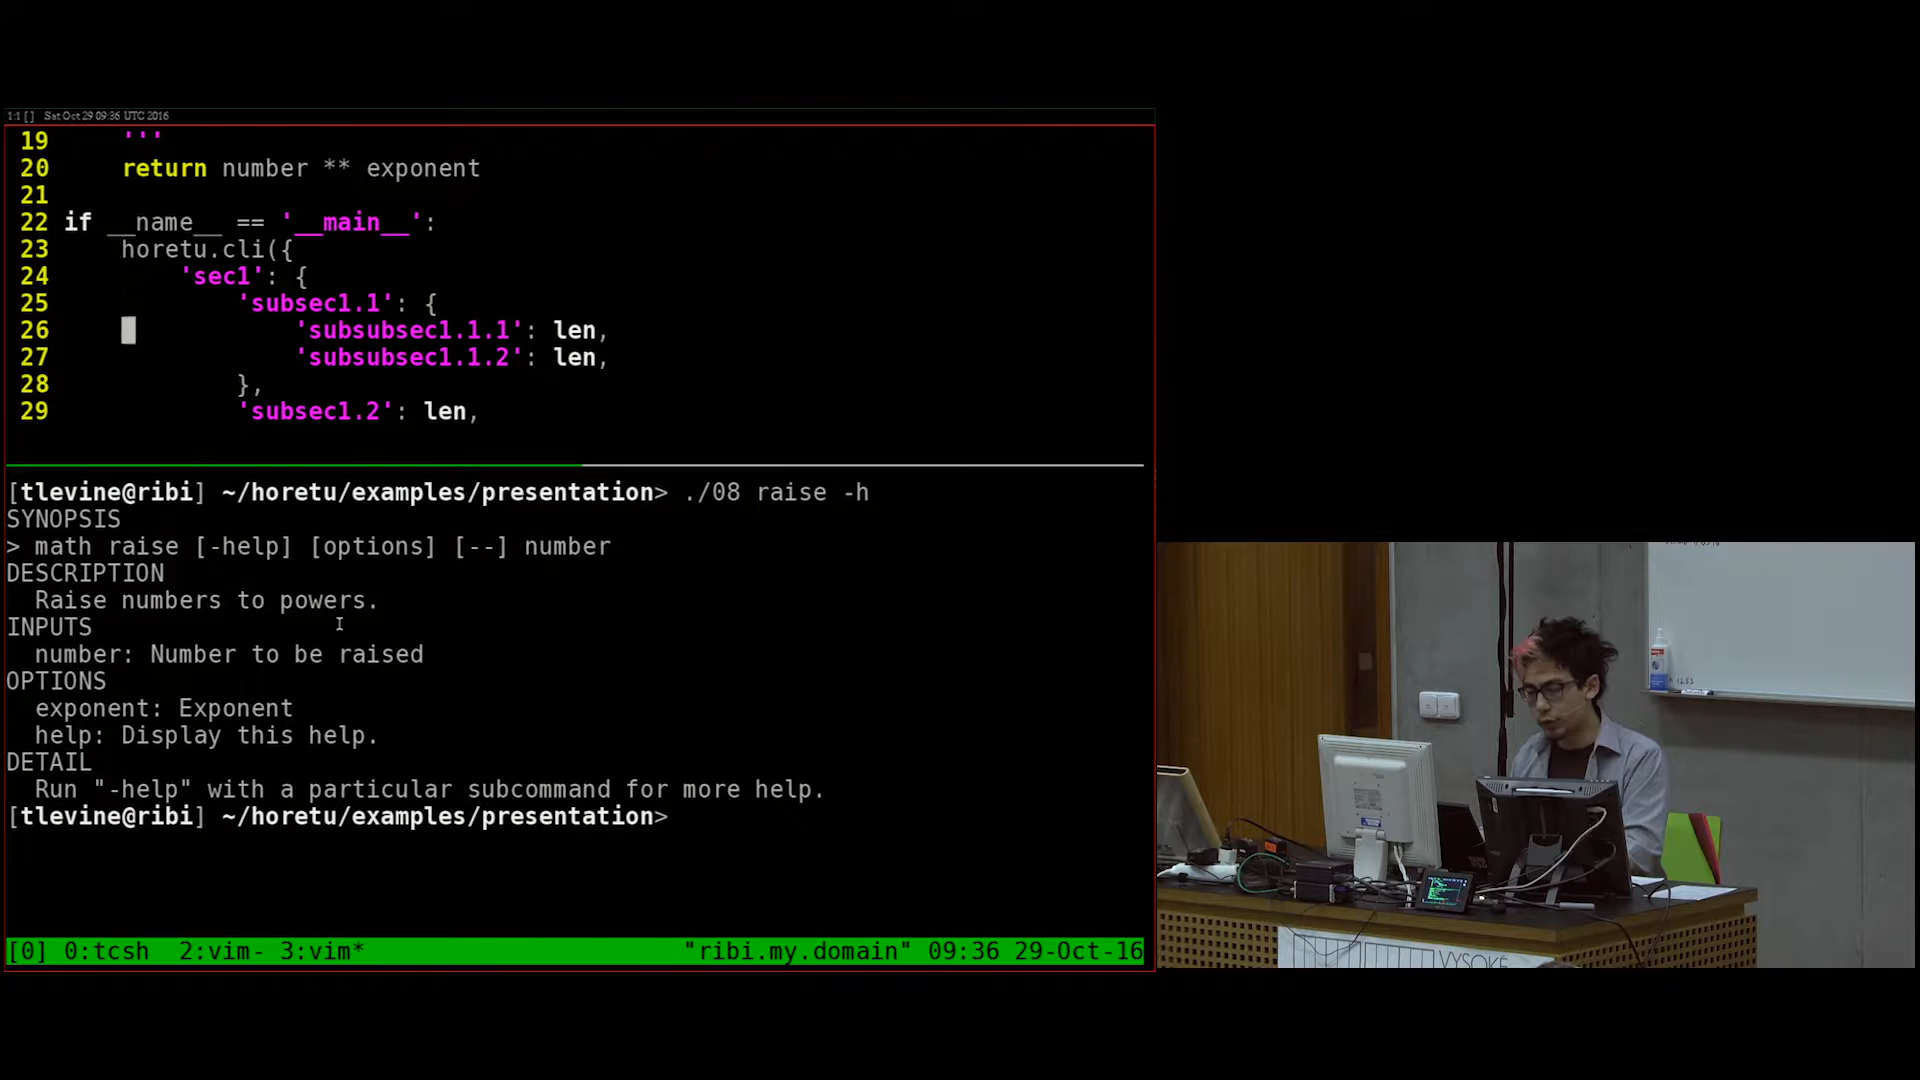 1:1 [ ] Sat Oct 29 09:36 UTC 2016
19     '''
20     return number ** exponent
21
22 if __name__ == '__main__':
23     horetu.cli({
24         'sec1': {
25             'subsec1.1': {
26                 'subsubsec1.1.1': len,
27                 'subsubsec1.1.2': len,
28             },
29             'subsec1.2': len,
[tlevine@ribi] ~/horetu/examples/presentation> ./08 raise -h
SYNOPSIS
> math raise [-help] [options] [--] number
DESCRIPTION
  Raise numbers to powers.
INPUTS
  number: Number to be raised
OPTIONS
  exponent: Exponent
  help: Display this help.
DETAIL
  Run "-help" with a particular subcommand for more help.
[tlevine@ribi] ~/horetu/examples/presentation>
[0] 0:tcsh  2:vim- 3:vim*    "ribi.my.domain" 09:36 29-Oct-16
VYSOKÉ